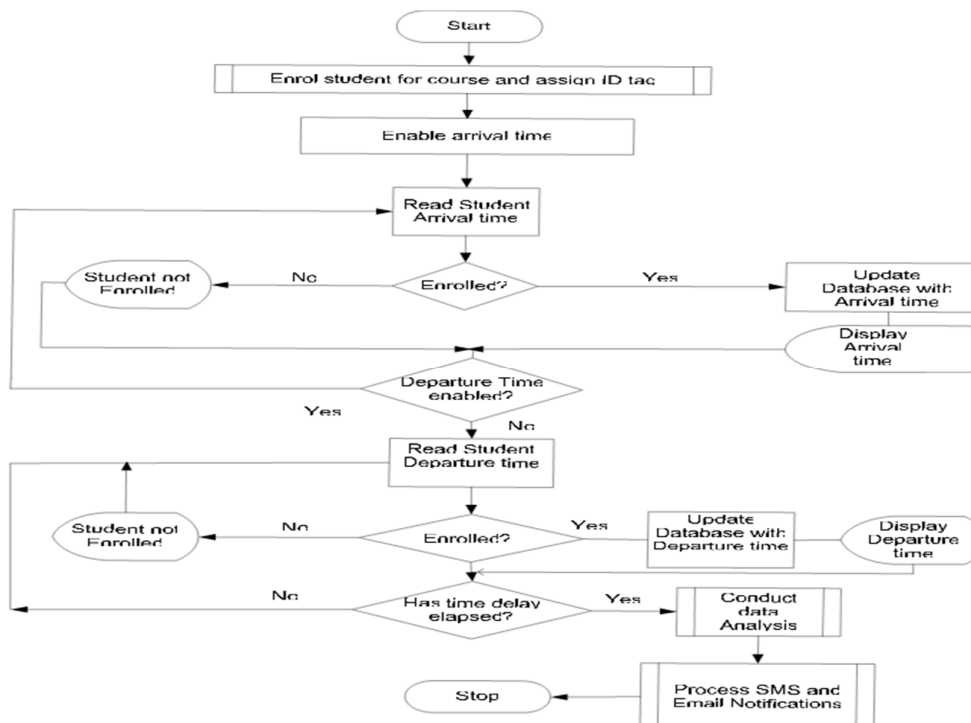 Start
Enrol student for course and assign ID tag
Enable arrival time
Read Student
Arrival time
Student not
Enrolled
No
Enrolled?
Yes
Update
Database with
Arrival time
Display
Arrival
time
Departure Time
enabled?
Yes
No
Read Student
Departure time
Student not
Enrolled
No
Enrolled?
Yes
Update
Database with
Departure time
Display
Departure
time
No
Has time delay
elapsed?
Yes
Conduct
data
Analysis
Stop
Process SMS and
Email Notifications